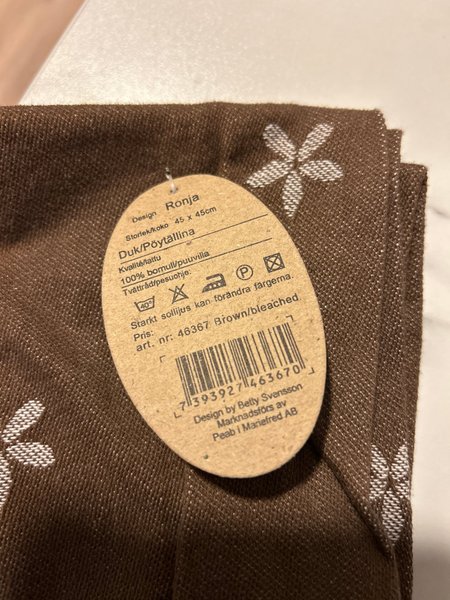 Design Ronja
Storlek/koko 45 x 45cm
Duk/Pöytäliina
Kvalité/laatu
100% bomull/puuvilla
Tvättråd/pesuohje:
40° P
Starkt solljus kan förändra färgerna.
Pris:
art. nr: 46367 Brown/bleached
7 393927 463670
Design by Betty Svensson
Marknadsförs av
Peab i Mariefred AB